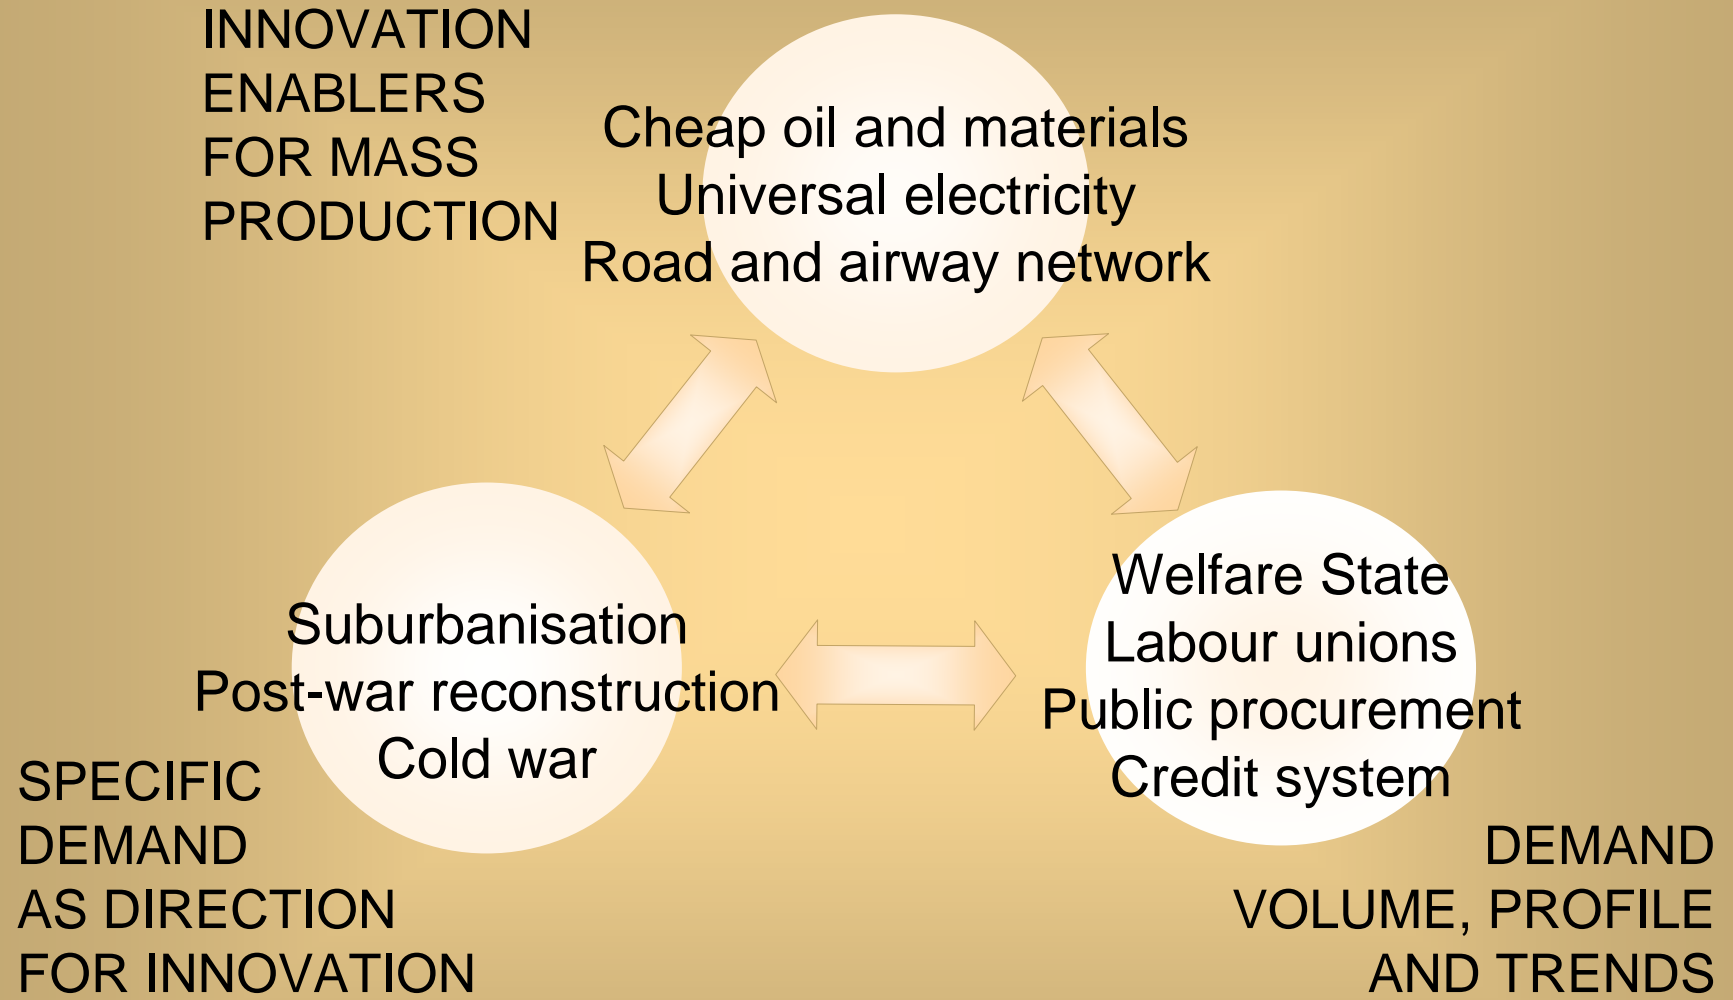 INNOVATION
ENABLERS
FOR MASS
PRODUCTION
Cheap oil and materials
Universal electricity
Road and airway network
Suburbanisation
Post-war reconstruction
Cold war
SPECIFIC
DEMAND
AS DIRECTION
FOR INNOVATION
Welfare State
Labour unions
Public procurement
Credit system
DEMAND
VOLUME, PROFILE
AND TRENDS